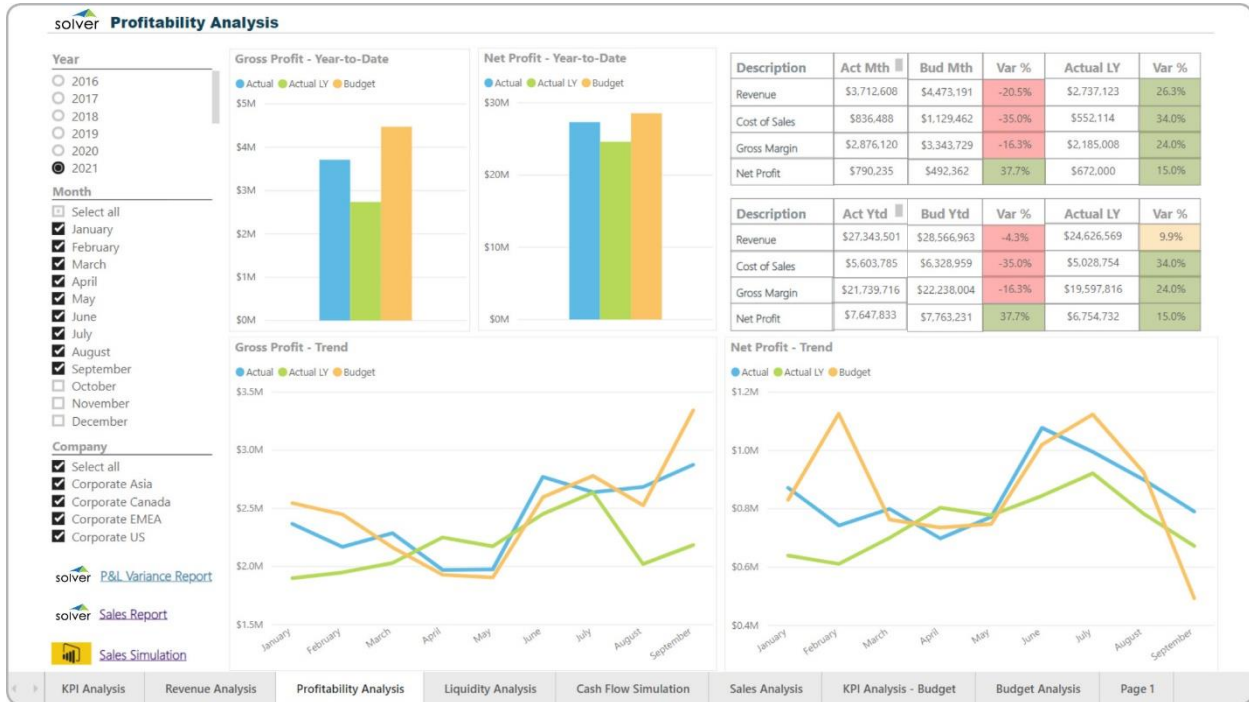 solver Profitability Analysis
Year
2016
2017
2018
2019
2020
2021
Month
Select all
January
February
March
April
May
June
July
August
September
October
November
December
Company
Select all
Corporate Asia
Corporate Canada
Corporate EMEA
Corporate US
solver P&L Variance Report
solver Sales Report
Sales Simulation
Gross Profit - Year-to-Date
Actual Actual LY Budget
$5M
$4M
$3M
$2M
$1M
$0M
Net Profit - Year-to-Date
Actual Actual LY Budget
$30M
$20M
$10M
$0M
Description Act Mth Bud Mth Var % Actual LY Var %
Revenue $3,712,608 $4,473,191 -20.5% $2,737,123 26.3%
Cost of Sales $836,488 $1,129,462 -35.0% $552,114 34.0%
Gross Margin $2,876,120 $3,343,729 -16.3% $2,185,008 24.0%
Net Profit $790,235 $492,362 37.7% $672,000 15.0%
Description Act Ytd Bud Ytd Var % Actual LY Var %
Revenue $27,343,501 $28,566,963 -4.3% $24,626,569 9.9%
Cost of Sales $5,603,785 $6,328,959 -35.0% $5,028,754 34.0%
Gross Margin $21,739,716 $22,238,004 -16.3% $19,597,816 24.0%
Net Profit $7,647,833 $7,763,231 37.7% $6,754,732 15.0%
Gross Profit - Trend
Actual Actual LY Budget
$3.5M
$3.0M
$2.5M
$2.0M
$1.5M
January February March April May June July August September
Net Profit - Trend
Actual Actual LY Budget
$1.2M
$1.0M
$0.8M
$0.6M
$0.4M
January February March April May June July August September
KPI Analysis Revenue Analysis Profitability Analysis Liquidity Analysis Cash Flow Simulation Sales Analysis KPI Analysis - Budget Budget Analysis Page 1